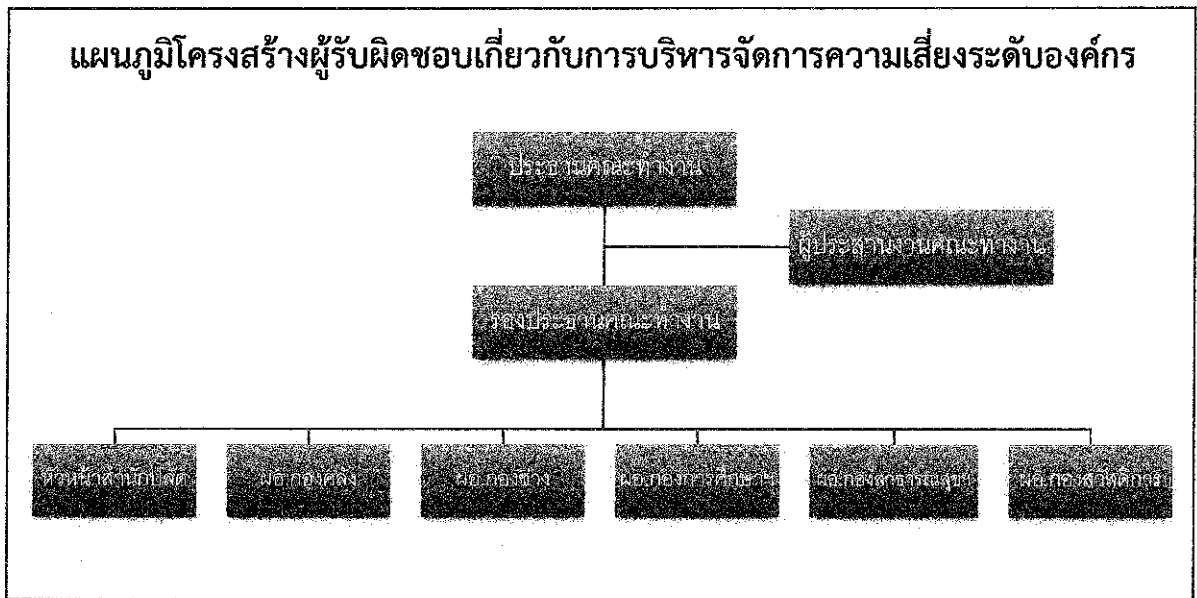 แผนภูมิโครงสร้างผู้รับผิดชอบเกี่ยวกับการบริหารจัดการความเสี่ยงระดับองค์กร
ประธานคณะทำงาน
ผู้ประสานงานคณะทำงาน
รองประธานคณะทำงาน
หัวหน้าสำนักปลัด
ผอ.กองคลัง
ผอ.กองช่าง
ผอ.กองการศึกษาฯ
ผอ.กองสาธารณสุขฯ
ผอ.กองสวัสดิการฯ